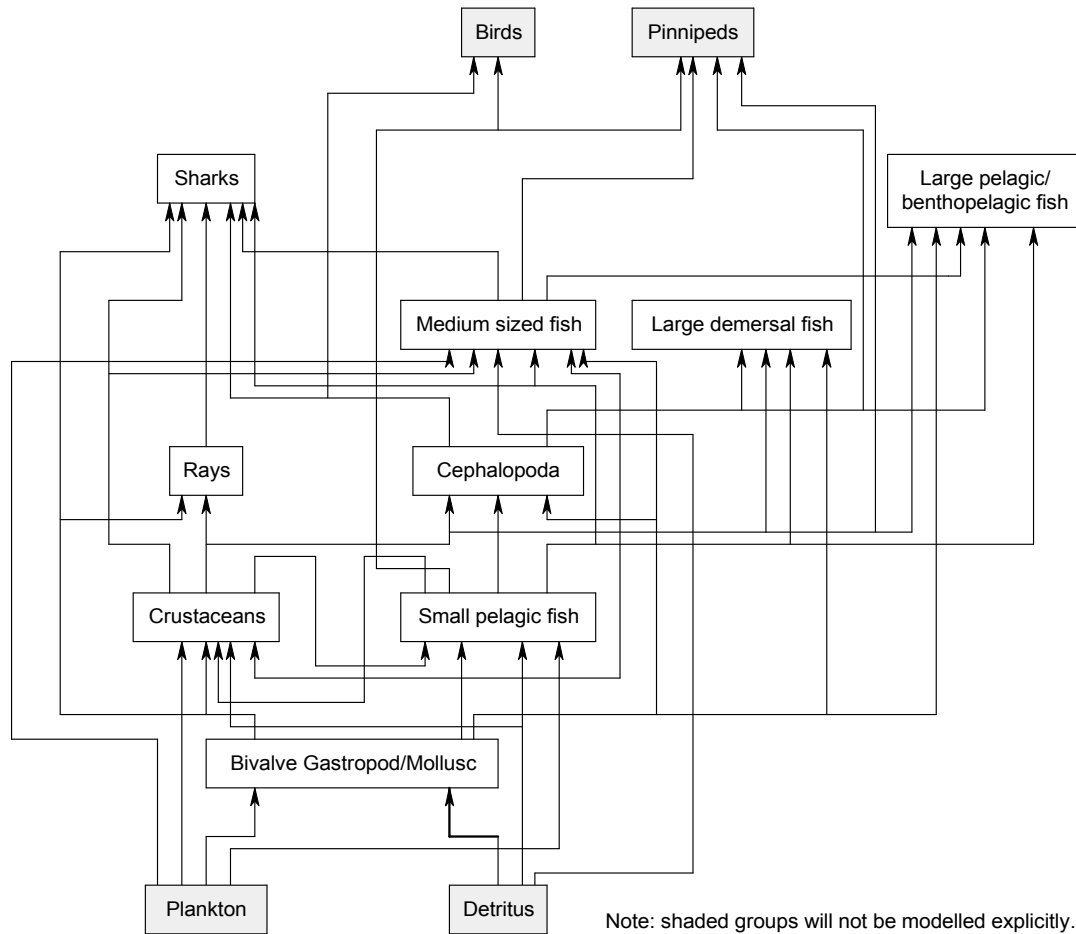 Birds
Pinnipeds
Sharks
Large pelagic/
benthopelagic fish
Medium sized fish
Large demersal fish
Rays
Cephalopoda
Crustaceans
Small pelagic fish
Bivalve Gastropod/Mollusc
Plankton
Detritus
Note: shaded groups will not be modelled explicitly.